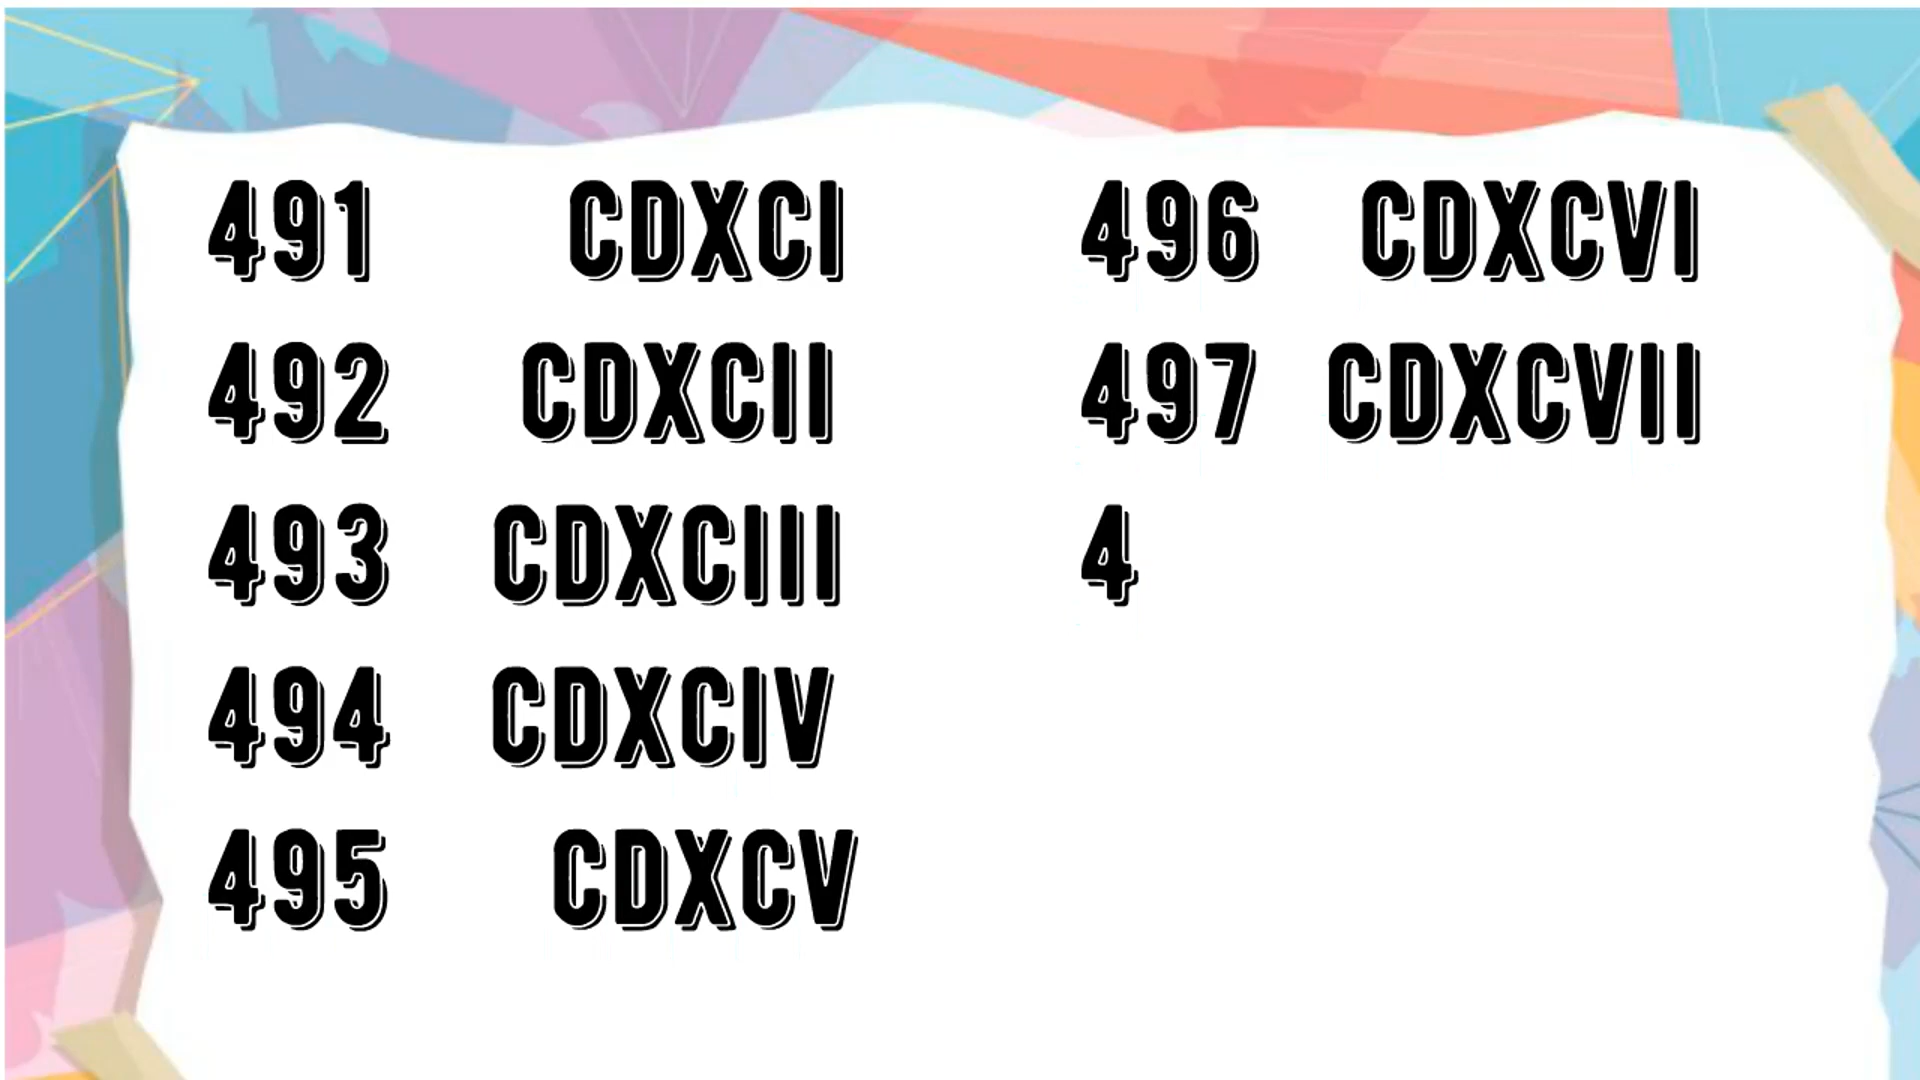 491 CDXCI
492 CDXCII
493 CDXCIII
494 CDXCIV
495 CDXCV
496 CDXCVI
497 CDXCVII
4